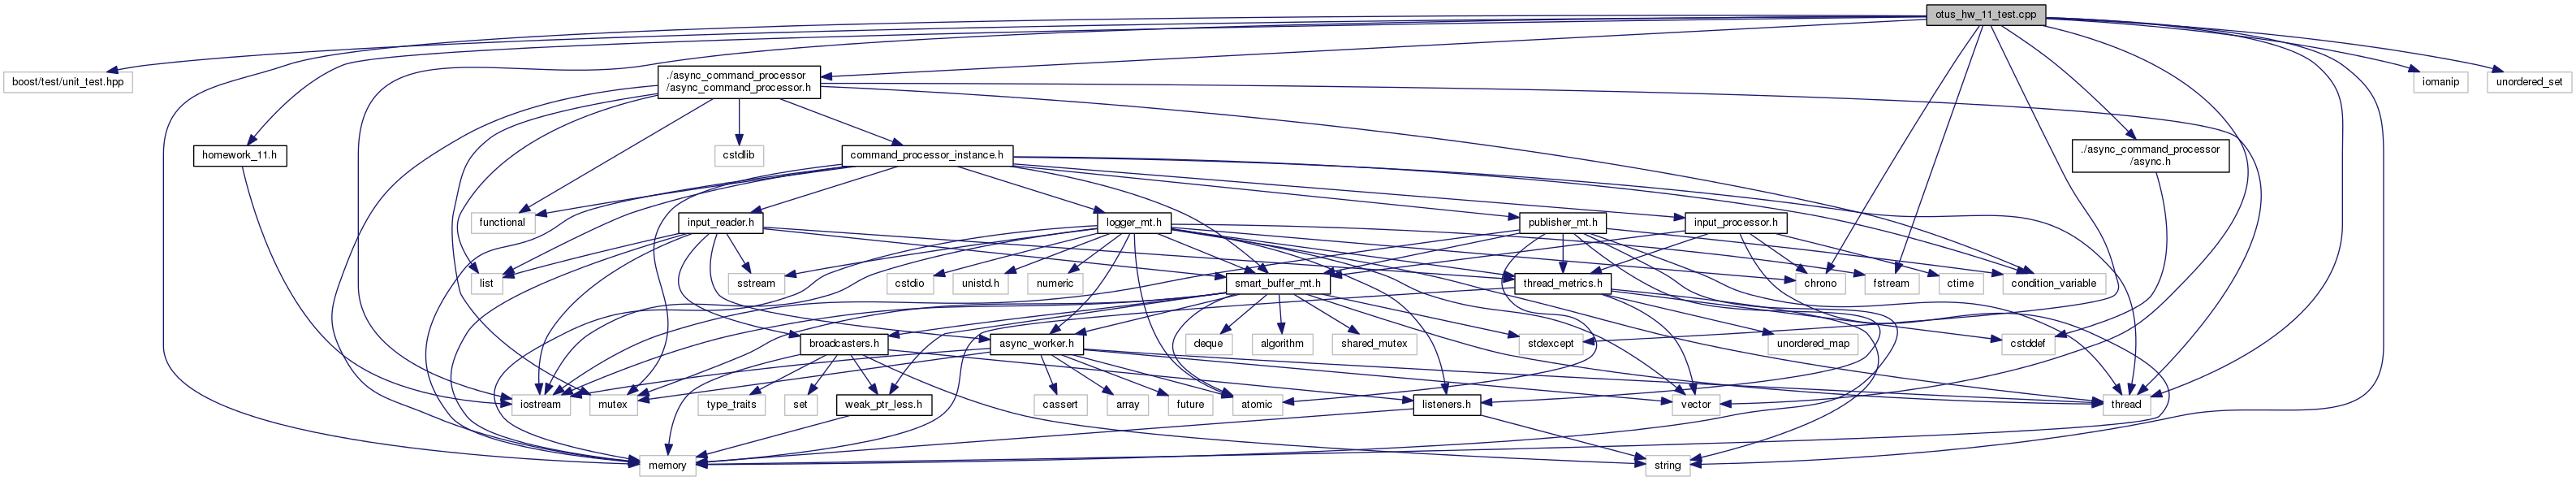 otus_hw_11_test.cpp
boost/test/unit_test.hpp
./async_command_processor
/async_command_processor.h
iomanip
unordered_set
homework_11.h
cstdlib
command_processor_instance.h
./async_command_processor
/async.h
functional
input_reader.h
logger_mt.h
publisher_mt.h
input_processor.h
list
sstream
cstdio
unistd.h
numeric
smart_buffer_mt.h
thread_metrics.h
chrono
fstream
ctime
condition_variable
broadcasters.h
async_worker.h
deque
algorithm
shared_mutex
stdexcept
unordered_map
cstddef
iostream
mutex
type_traits
set
weak_ptr_less.h
cassert
array
future
atomic
listeners.h
vector
thread
memory
string